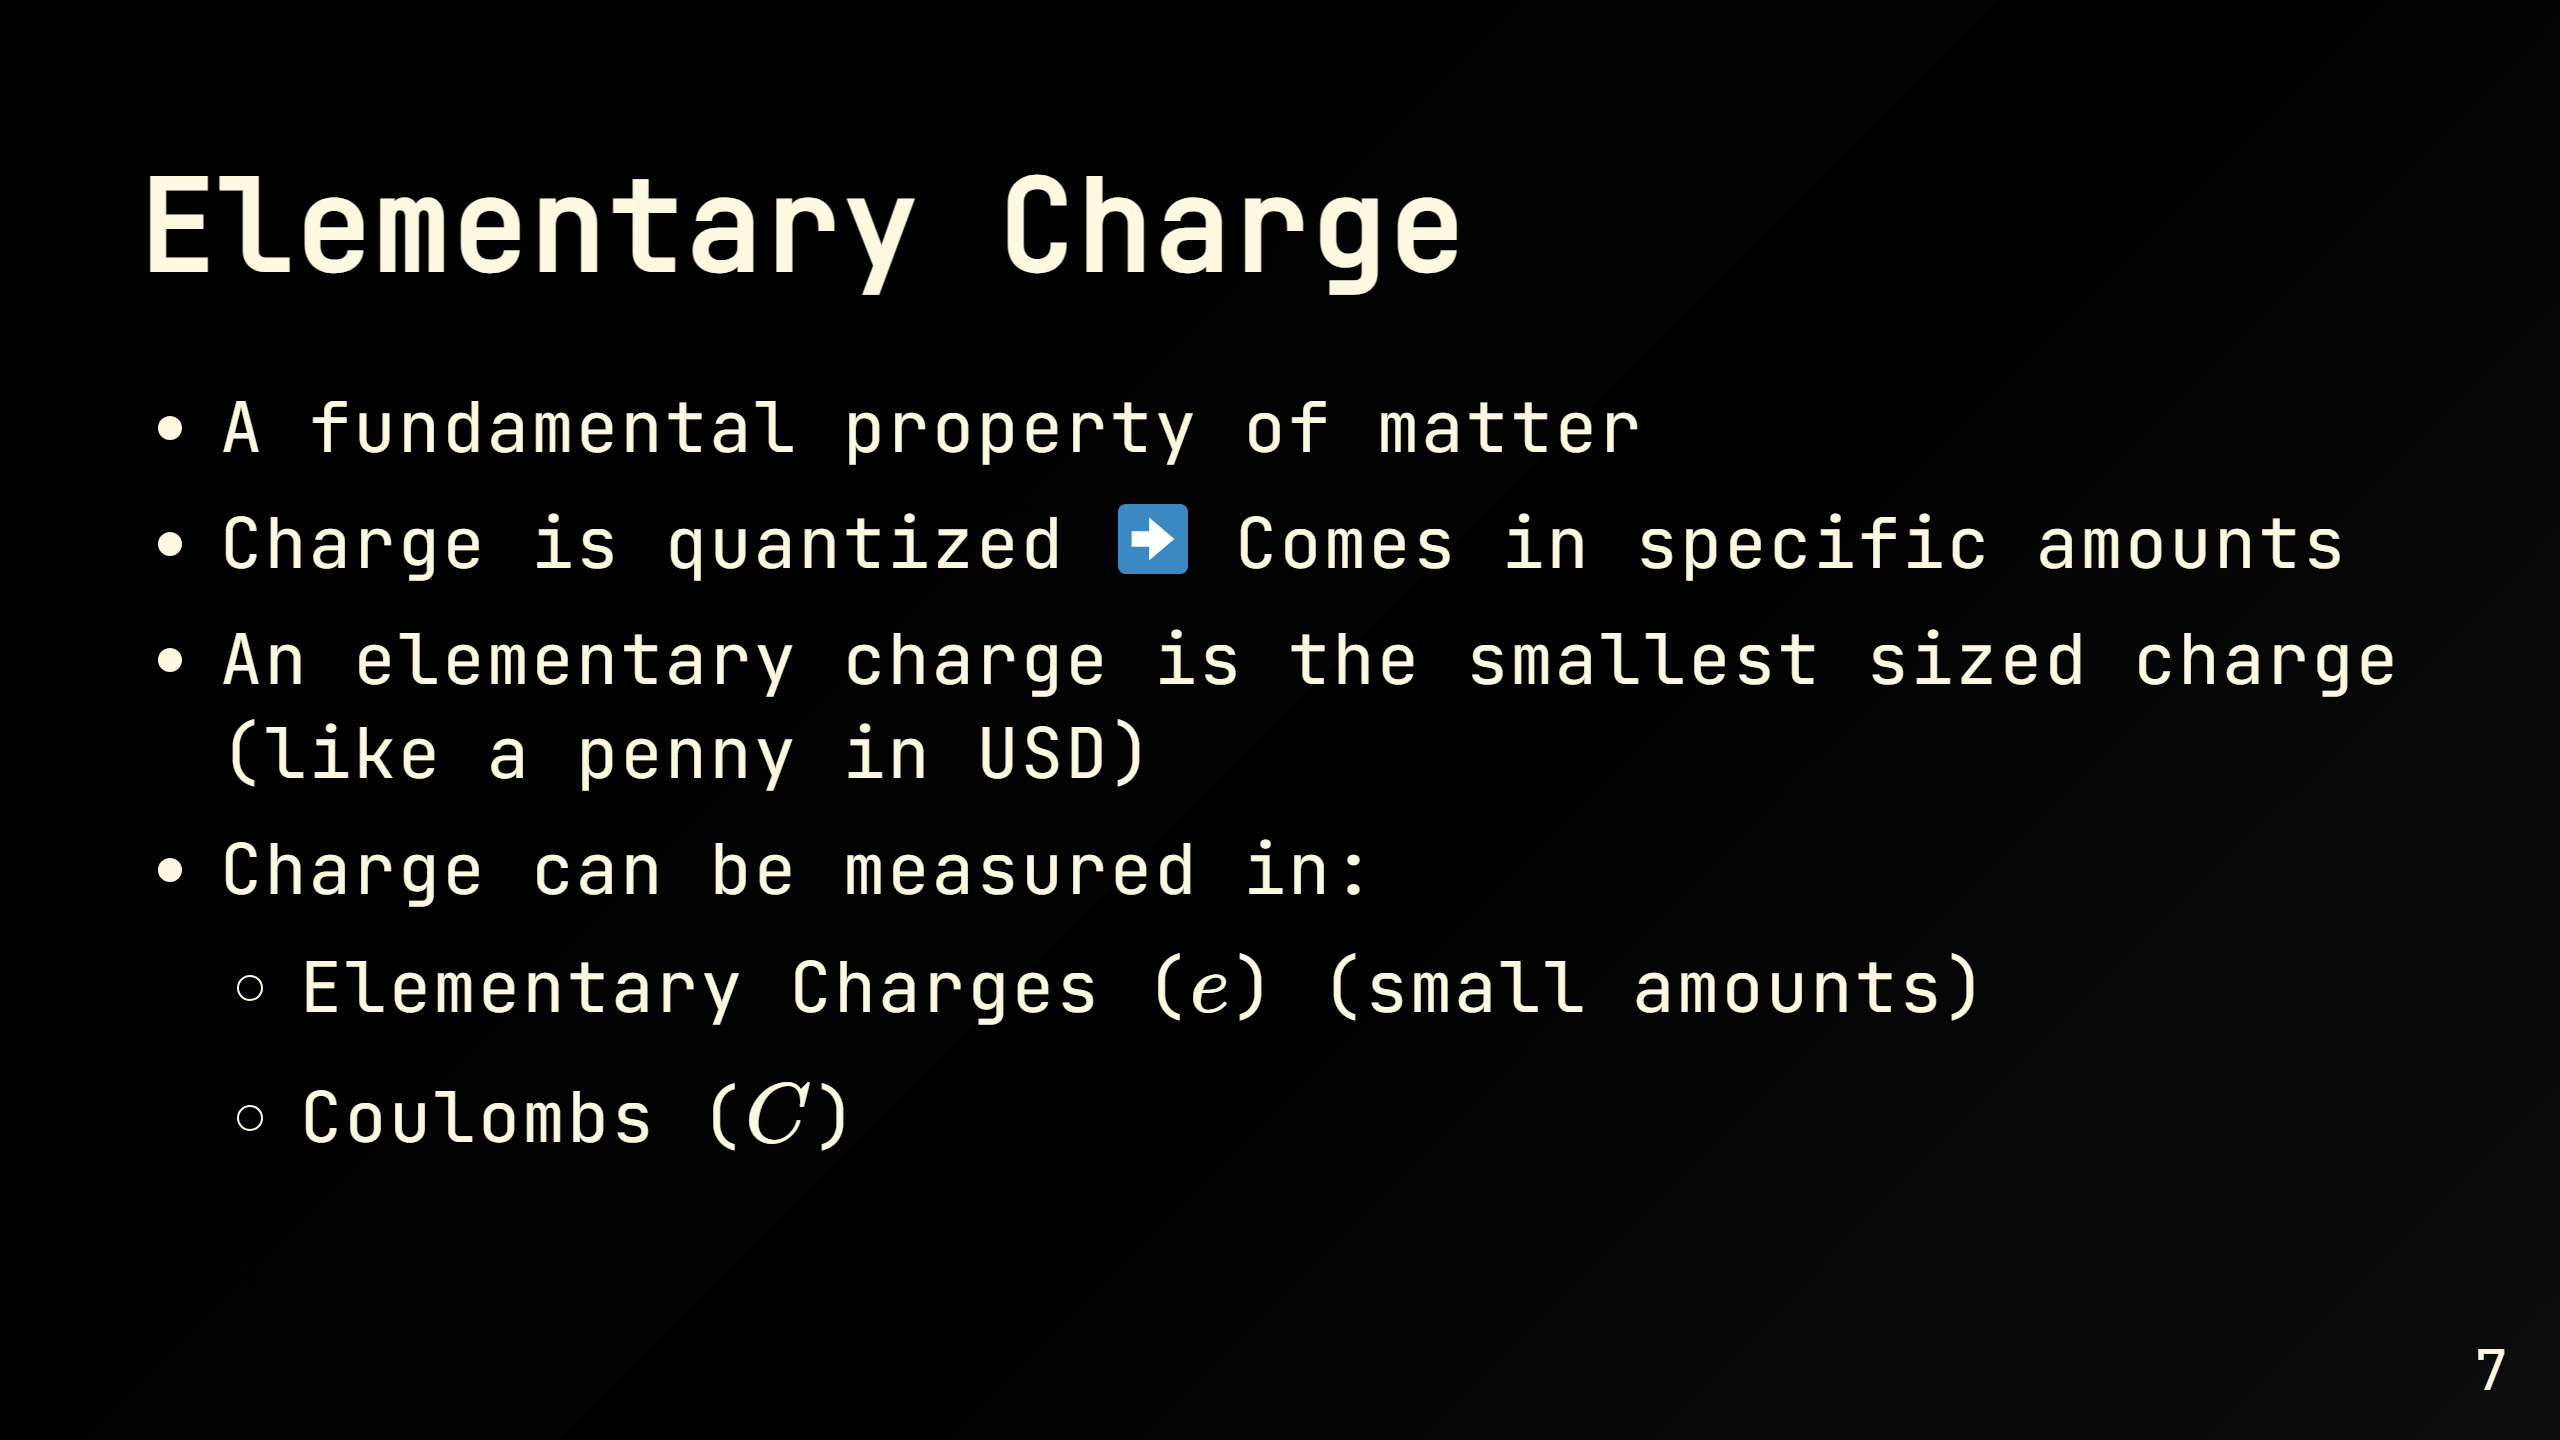 Elementary Charge
• A fundamental property of matter
• Charge is quantized ➡️ Comes in specific amounts
• An elementary charge is the smallest sized charge
(like a penny in USD)
• Charge can be measured in:
○ Elementary Charges (e) (small amounts)
○ Coulombs (C)
7